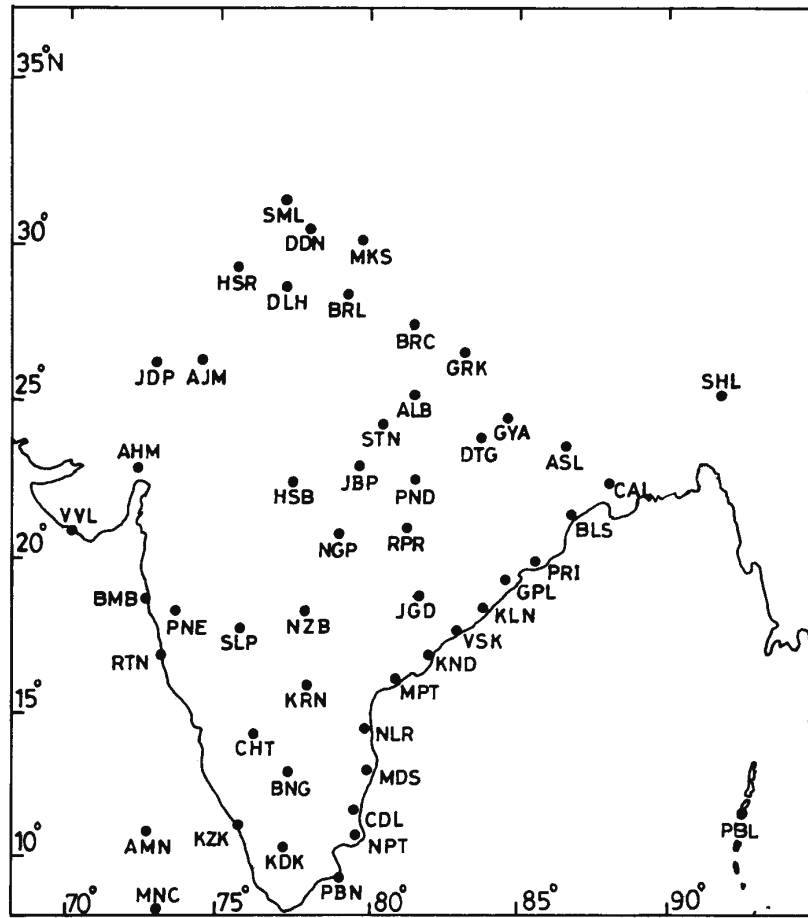 35N
SML
DDN
30°
MKS
HSR
DLH
BRL
BRC
GRK
JDP
AJM
25°
SHL
ALB
STN
GYA
DTG
ASL
AHM
JBP
HSB
PND
CAL
VVL
BLS
NGP
RPR
20°
PRI
GPL
BMB
PNE
NZB
JGD
KLN
SLP
VSK
RTN
KND
KRN
MPT
15°
CHT
NLR
BNG
MDS
CDL
PBL
AMN
KZK
NPT
10°
KDK
PBN
MNC
70° 75° 80° 85° 90°